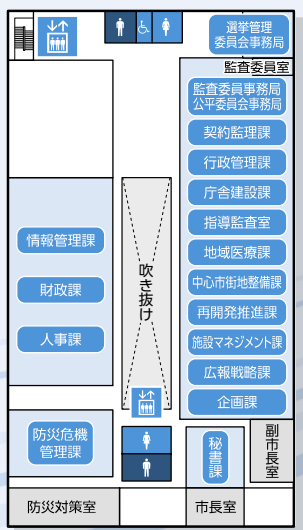 選挙管理
委員会事務局
監査委員室
監査委員事務局
公平委員会事務局
契約監理課
行政管理課
庁舎建設課
指導監査室
地域医療課
中心市街地整備課
再開発推進課
施設マネジメント課
広報戦略課
企画課
情報管理課
財政課
人事課
吹き抜け
防災危機
管理課
秘書課
副市長室
防災対策室
市長室